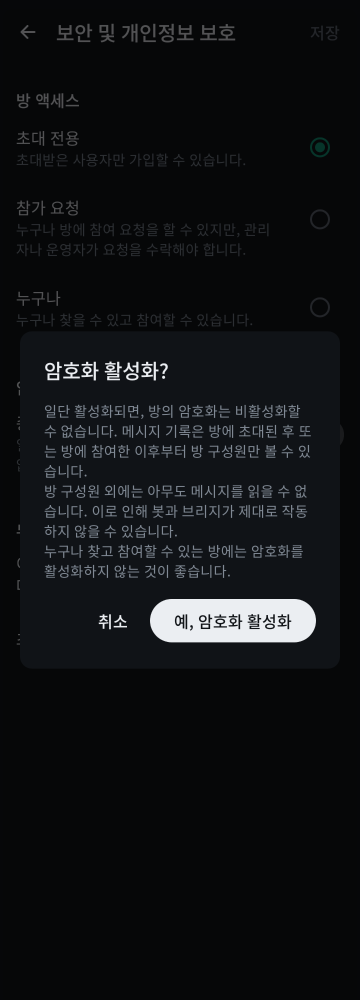 보안 및 개인정보 보호
저장
방 액세스
초대 전용
초대받은 사용자만 가입할 수 있습니다.
참가 요청
누구나 방에 참여 요청을 할 수 있지만, 관리
자나 운영자가 요청을 수락해야 합니다.
누구나
누구나 찾을 수 있고 참여할 수 있습니다.
암호화 활성화?
일단 활성화되면, 방의 암호화는 비활성화할
수 없습니다. 메시지 기록은 방에 초대된 후 또
는 방에 참여한 이후부터 방 구성원만 볼 수 있
습니다.
방 구성원 외에는 아무도 메시지를 읽을 수 없
습니다. 이로 인해 봇과 브리지가 제대로 작동
하지 않을 수 있습니다.
누구나 찾고 참여할 수 있는 방에는 암호화를
활성화하지 않는 것이 좋습니다.
취소
예, 암호화 활성화